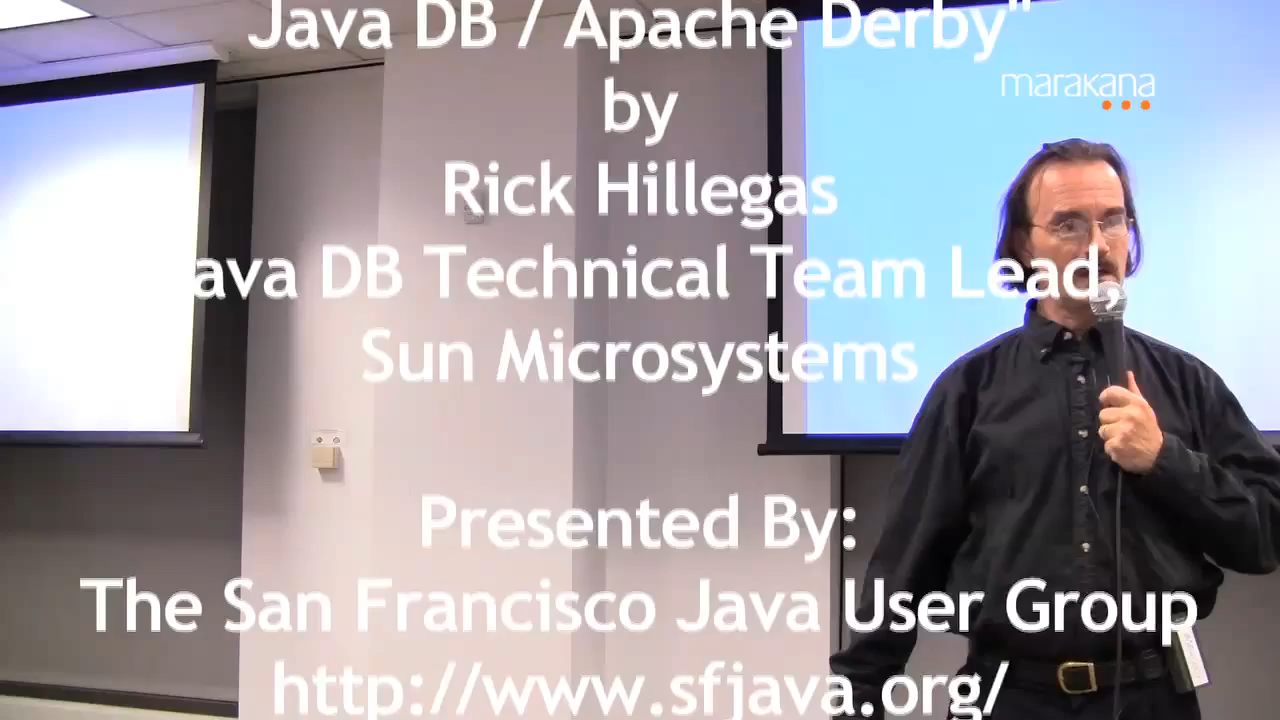 Java DB / Apache Derby"
marakana
by
Rick Hillegas
Java DB Technical Team Lead,
Sun Microsystems
Presented By:
The San Francisco Java User Group
http://www.sfjava.org/